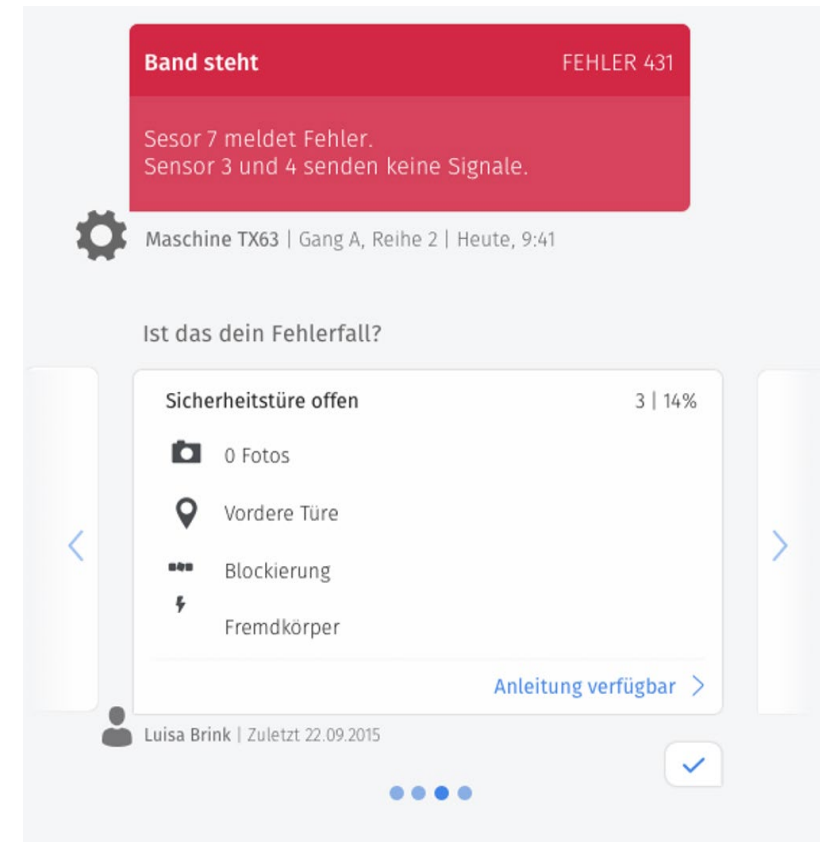 Band steht FEHLER 431
Sesor 7 meldet Fehler.
Sensor 3 und 4 senden keine Signale.
Maschine TX63 | Gang A, Reihe 2 | Heute, 9:41
Ist das dein Fehlerfall?
Sicherheitstüre offen 3 | 14%
0 Fotos
Vordere Türe
Blockierung
Fremdkörper
Anleitung verfügbar
Luisa Brink | Zuletzt 22.09.2015